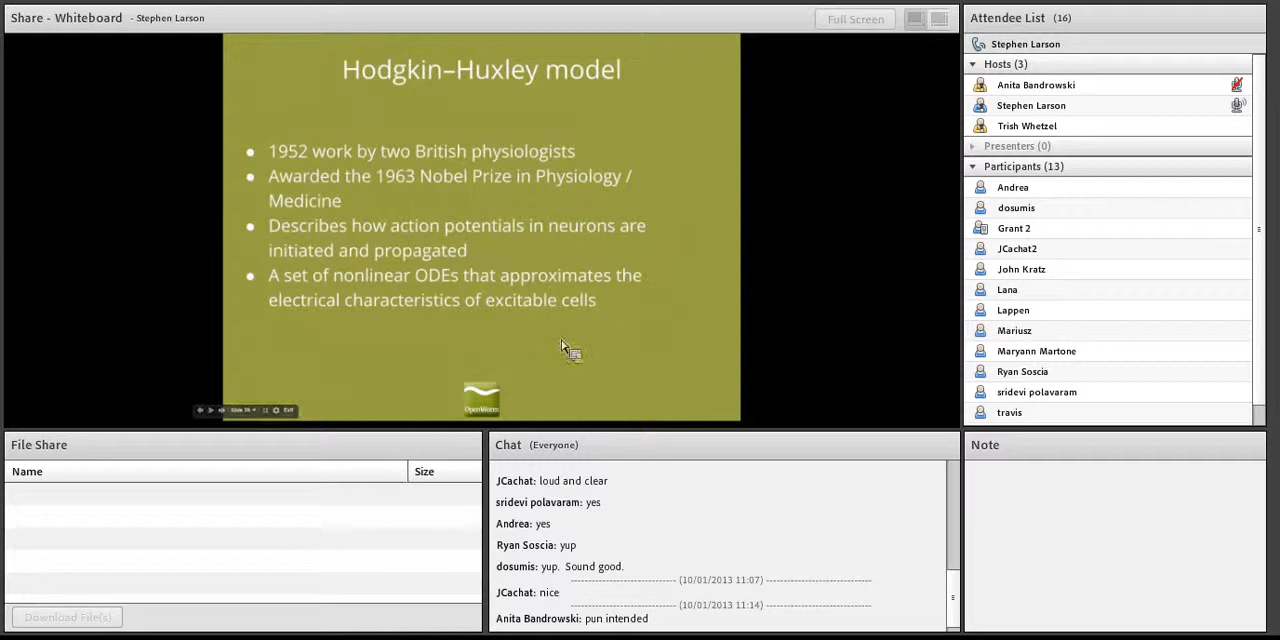 Share - Whiteboard - Stephen Larson
Full Screen
Hodgkin–Huxley model
● 1952 work by two British physiologists
● Awarded the 1963 Nobel Prize in Physiology /
Medicine
● Describes how action potentials in neurons are
initiated and propagated
● A set of nonlinear ODEs that approximates the
electrical characteristics of excitable cells
OpenWorm
Exit
Attendee List (16)
Stephen Larson
Hosts (3)
Anita Bandrowski
Stephen Larson
Trish Whetzel
Presenters (0)
Participants (13)
Andrea
dosumis
Grant 2
JCachat2
John Kratz
Lana
Lappen
Mariusz
Maryann Martone
Ryan Soscia
sridevi polavaram
travis
File Share
Name Size
Download File(s)
Chat (Everyone)
JCachat: loud and clear
sridevi polavaram: yes
Andrea: yes
Ryan Soscia: yup
dosumis: yup. Sound good.
(10/01/2013 11:07)
JCachat: nice
(10/01/2013 11:14)
Anita Bandrowski: pun intended
Note